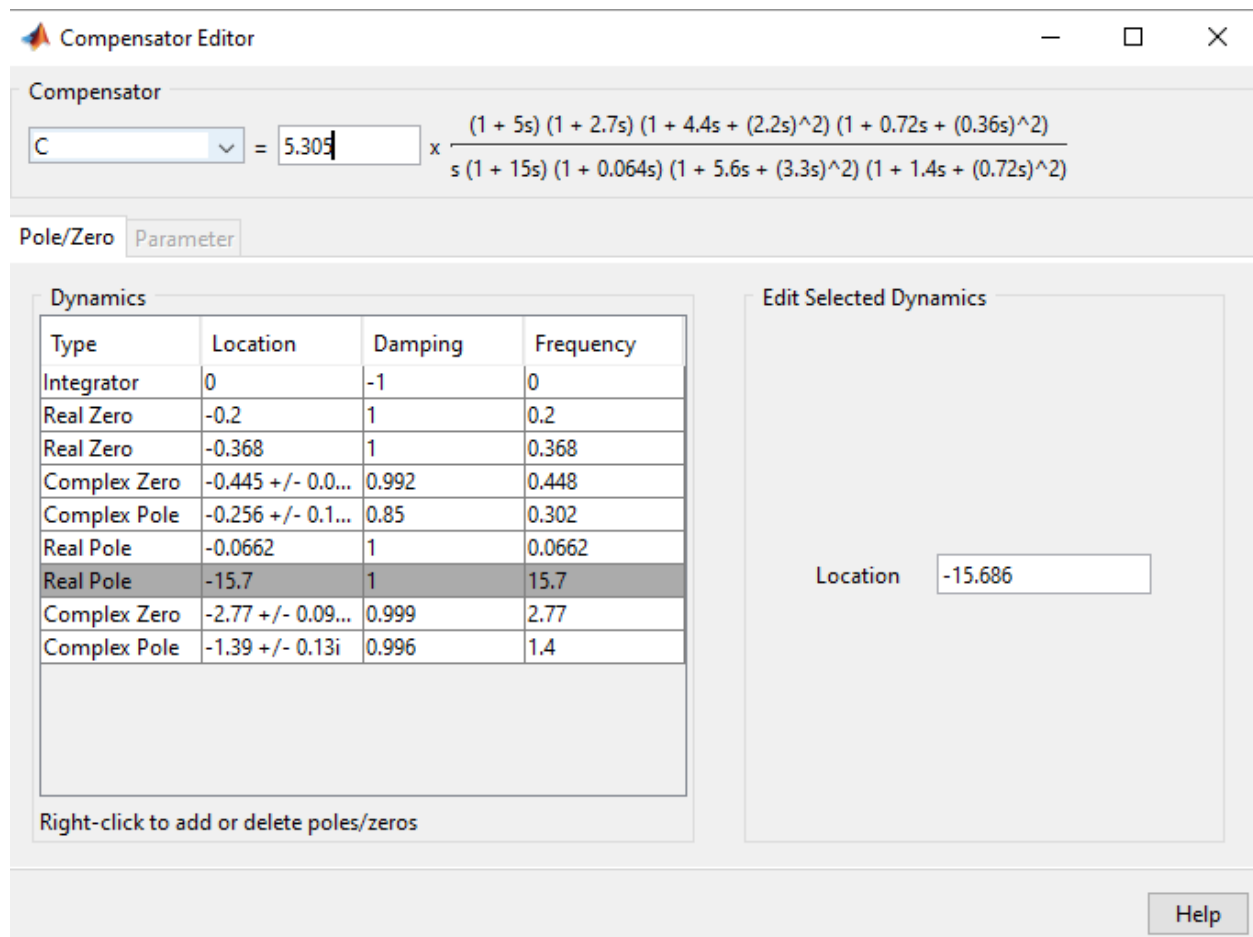 Compensator Editor
Compensator
C = 5.305 x (1 + 5s) (1 + 2.7s) (1 + 4.4s + (2.2s)^2) (1 + 0.72s + (0.36s)^2)
s (1 + 15s) (1 + 0.064s) (1 + 5.6s + (3.3s)^2) (1 + 1.4s + (0.72s)^2)
Pole/Zero Parameter
Dynamics
Type Location Damping Frequency
Integrator 0 -1 0
Real Zero -0.2 1 0.2
Real Zero -0.368 1 0.368
Complex Zero -0.445 +/- 0.0... 0.992 0.448
Complex Pole -0.256 +/- 0.1... 0.85 0.302
Real Pole -0.0662 1 0.0662
Real Pole -15.7 1 15.7
Complex Zero -2.77 +/- 0.09... 0.999 2.77
Complex Pole -1.39 +/- 0.13i 0.996 1.4
Right-click to add or delete poles/zeros
Edit Selected Dynamics
Location -15.686
Help